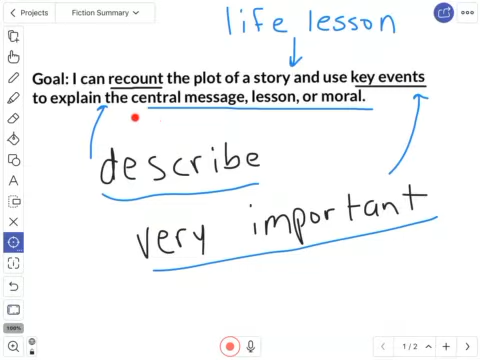 Projects
Fiction Summary
life lesson
Goal: I can recount the plot of a story and use key events
to explain the central message, lesson, or moral.
describe
very important
A
100%
1 / 2